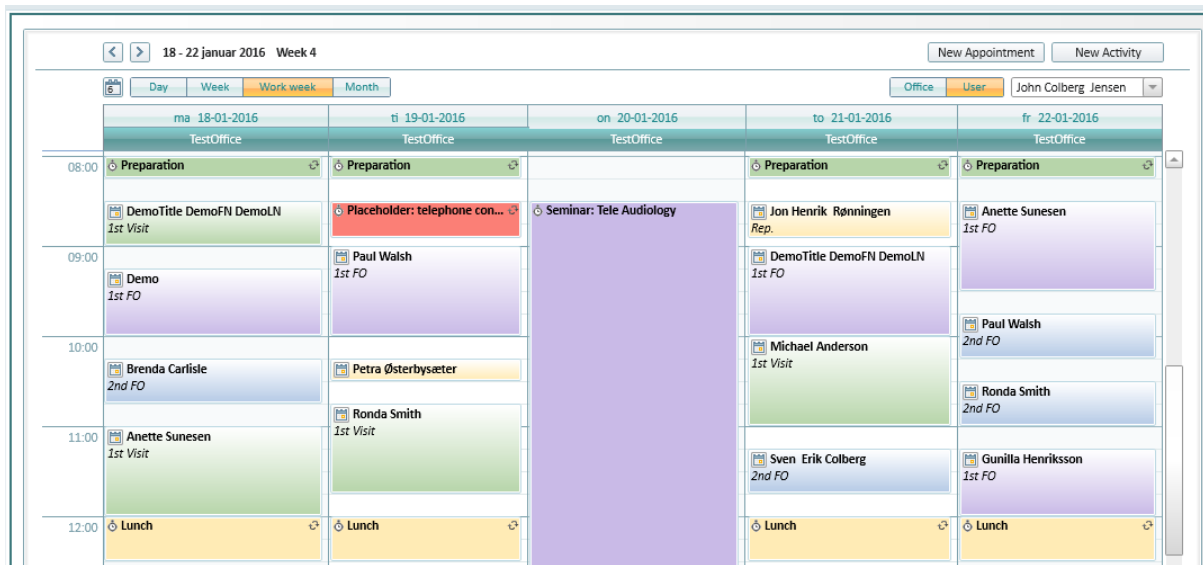 18 - 22 januar 2016 Week 4
New Appointment
New Activity
6
Day
Week
Work week
Month
Office
User
John Colberg Jensen
ma 18-01-2016
ti 19-01-2016
on 20-01-2016
to 21-01-2016
fr 22-01-2016
TestOffice
TestOffice
TestOffice
TestOffice
TestOffice
08:00
09:00
10:00
11:00
12:00
Preparation
DemoTitle DemoFN DemoLN
1st Visit
Demo
1st FO
Brenda Carlisle
2nd FO
Anette Sunesen
1st Visit
Lunch
Preparation
Placeholder: telephone con...
Paul Walsh
1st FO
Petra Østerbysæter
Ronda Smith
1st Visit
Lunch
Seminar: Tele Audiology
Preparation
Jon Henrik Rønningen
Rep.
DemoTitle DemoFN DemoLN
1st FO
Michael Anderson
1st Visit
Sven Erik Colberg
2nd FO
Lunch
Preparation
Anette Sunesen
1st FO
Paul Walsh
2nd FO
Ronda Smith
2nd FO
Gunilla Henriksson
1st FO
Lunch